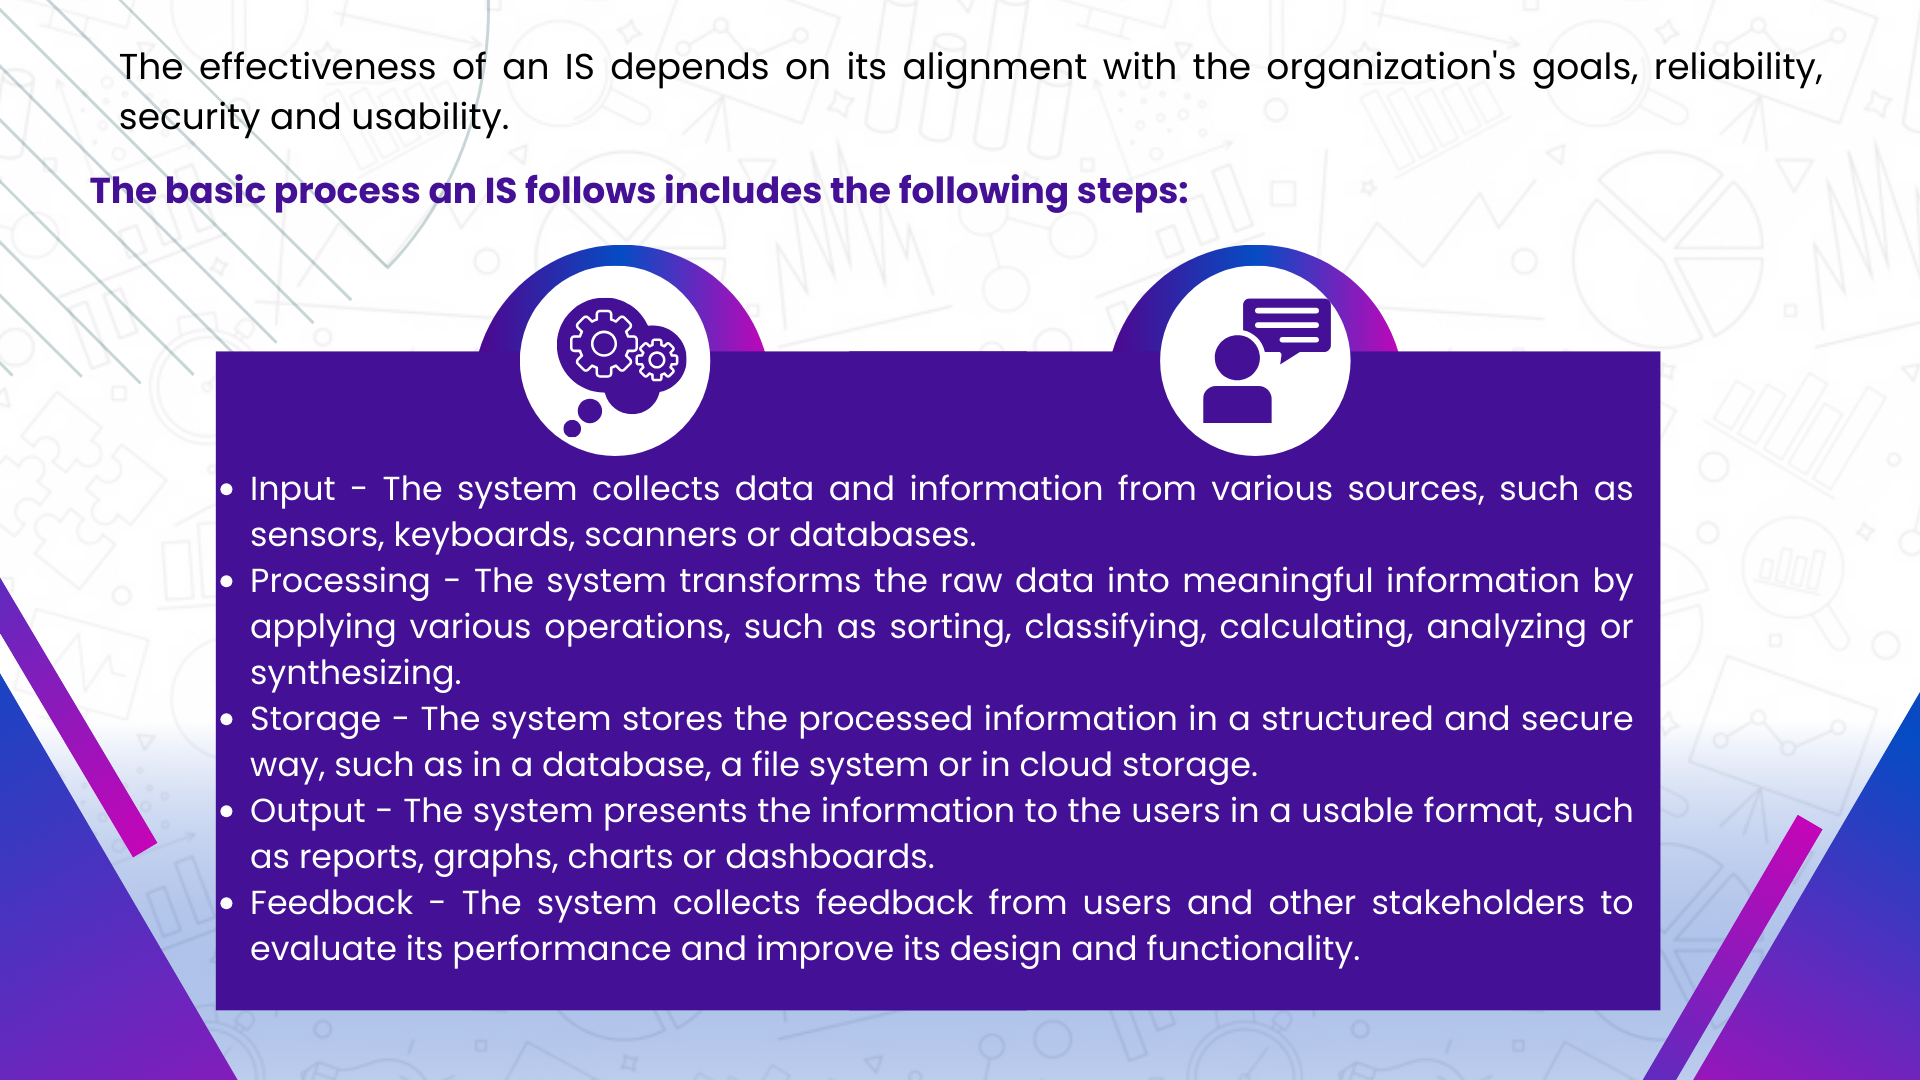 The effectiveness of an IS depends on its alignment with the organization's goals, reliability,
security and usability.
The basic process an IS follows includes the following steps:
• Input - The system collects data and information from various sources, such as
sensors, keyboards, scanners or databases.
• Processing - The system transforms the raw data into meaningful information by
applying various operations, such as sorting, classifying, calculating, analyzing or
synthesizing.
• Storage - The system stores the processed information in a structured and secure
way, such as in a database, a file system or in cloud storage.
• Output - The system presents the information to the users in a usable format, such
as reports, graphs, charts or dashboards.
• Feedback - The system collects feedback from users and other stakeholders to
evaluate its performance and improve its design and functionality.